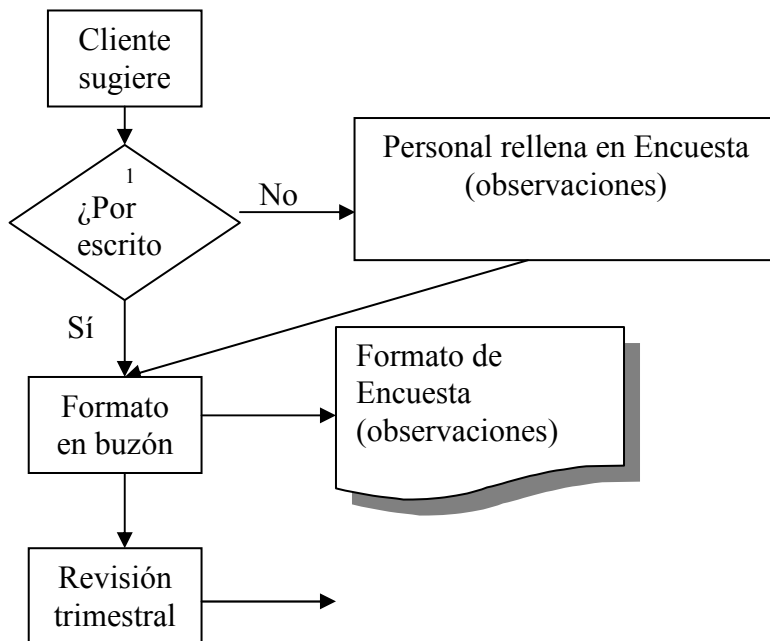 Cliente
sugiere
1
¿Por
escrito
No
Personal rellena en Encuesta
(observaciones)
Sí
Formato de
Encuesta
(observaciones)
Formato
en buzón
Revisión
trimestral